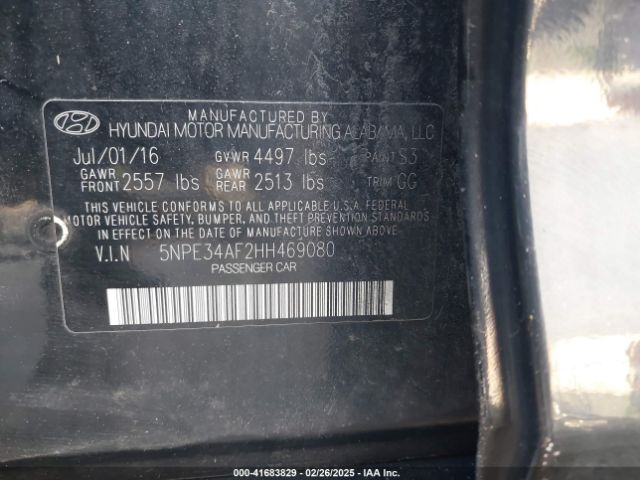 MANUFACTURED BY
HYUNDAI MOTOR MANUFACTURING ALABAMA, LLC
Jul/01/16 GVWR 4497 lbs PAINT S3
GAWR FRONT 2557 lbs GAWR REAR 2513 lbs TRIM GG
THIS VEHICLE CONFORMS TO ALL APPLICABLE U.S.A. FEDERAL
MOTOR VEHICLE SAFETY, BUMPER, AND THEFT PREVENTION STANDARDS
IN EFFECT ON THE DATE OF MANUFACTURE SHOWN ABOVE.
V.I.N 5NPE34AF2HH469080
PASSENGER CAR
000-41683829 - 02/26/2025 - IAA Inc.